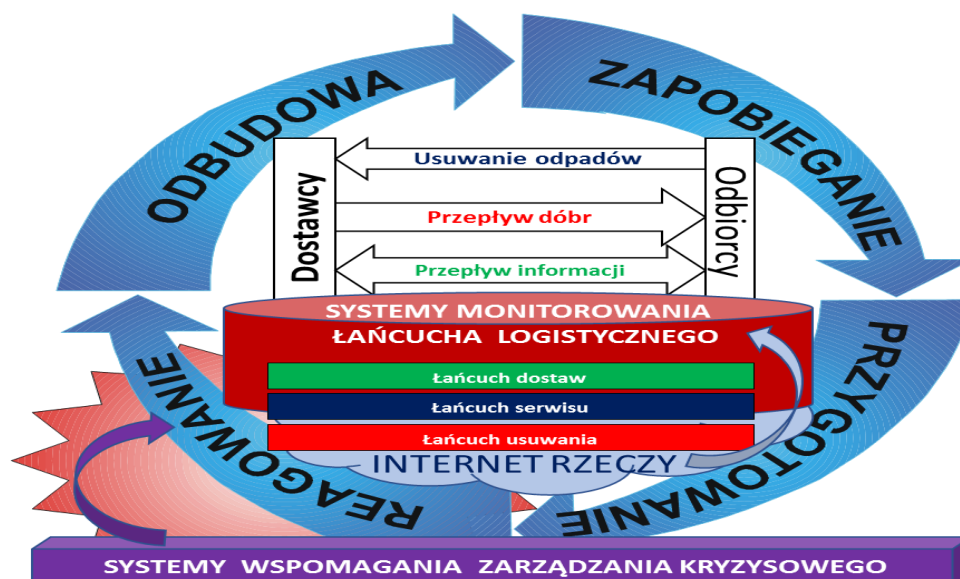 ODBUDOWA
ZAPOBIEGANIE
Usuwanie odpadów
Dostawcy
Odbiorcy
Przepływ dóbr
Przepływ informacji
SYSTEMY MONITOROWANIA
ŁAŃCUCHA LOGISTYCZNEGO
PRZYGOTOWANIE
REAGOWANIE
Łańcuch dostaw
Łańcuch serwisu
Łańcuch usuwania
INTERNET RZECZY
SYSTEMY WSPOMAGANIA ZARZĄDZANIA KRYZYSOWEGO